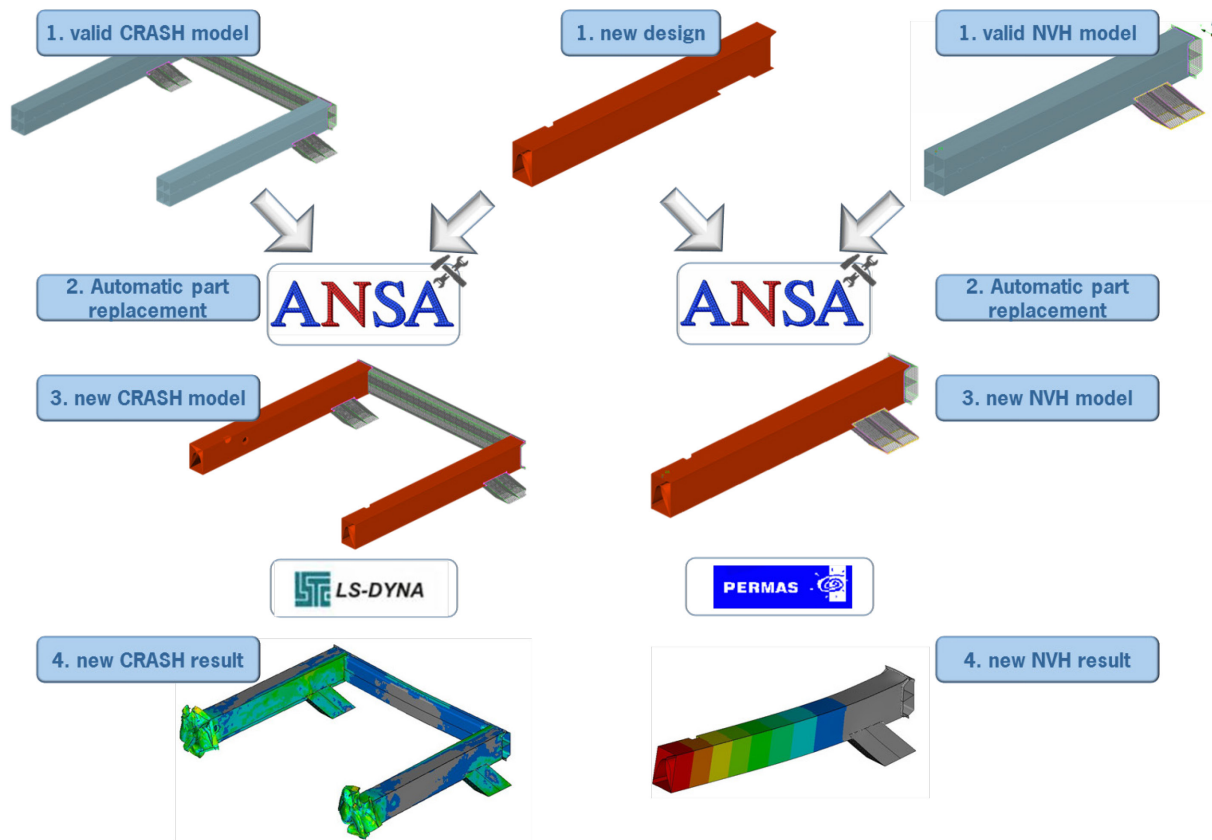 1. valid CRASH model
1. new design
1. valid NVH model
2. Automatic part
replacement
ANSA
ANSA
2. Automatic part
replacement
3. new CRASH model
3. new NVH model
LS-DYNA
PERMAS
4. new CRASH result
4. new NVH result